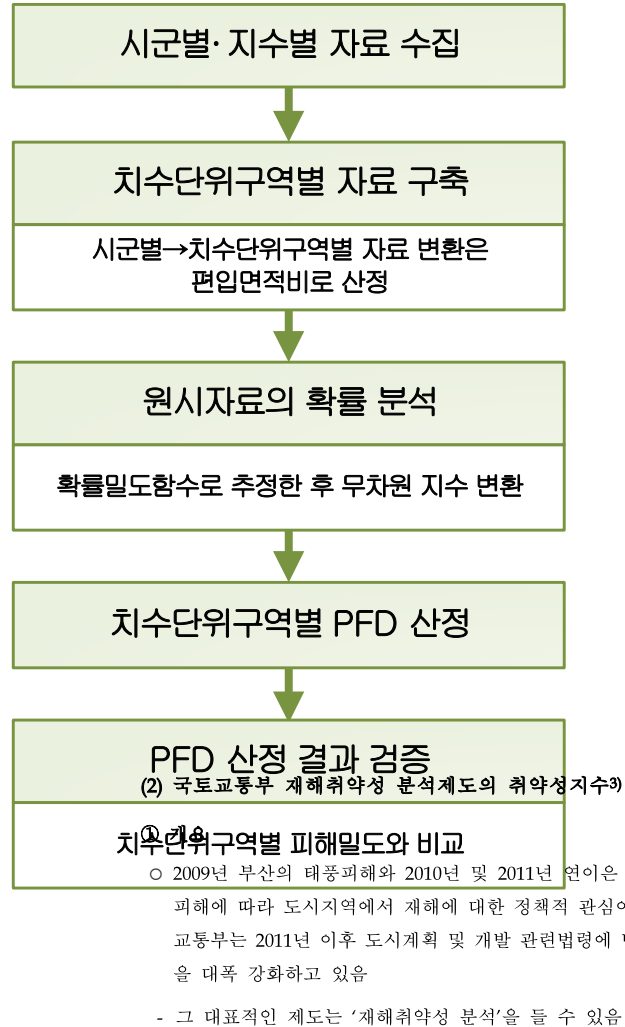 시군별·지수별 자료 수집
치수단위구역별 자료 구축
시군별→치수단위구역별 자료 변환은
편입면적비로 산정
원시자료의 확률 분석
확률밀도함수로 추정한 후 무차원 지수 변환
치수단위구역별 PFD 산정
PFD 산정 결과 검증
(2) 국토교통부 재해취약성 분석제도의 취약성지수3)
① 개요
치수단위구역별 피해밀도와 비교
○ 2009년 부산의 태풍피해와 2010년 및 2011년 연이은
피해에 따라 도시지역에서 재해에 대한 정책적
교통부는 2011년 이후 도시계획 및 개발 관련법령에
을 대폭 강화하고 있음
- 그 대표적인 제도는 ‘재해취약성 분석’을 들 수 있음